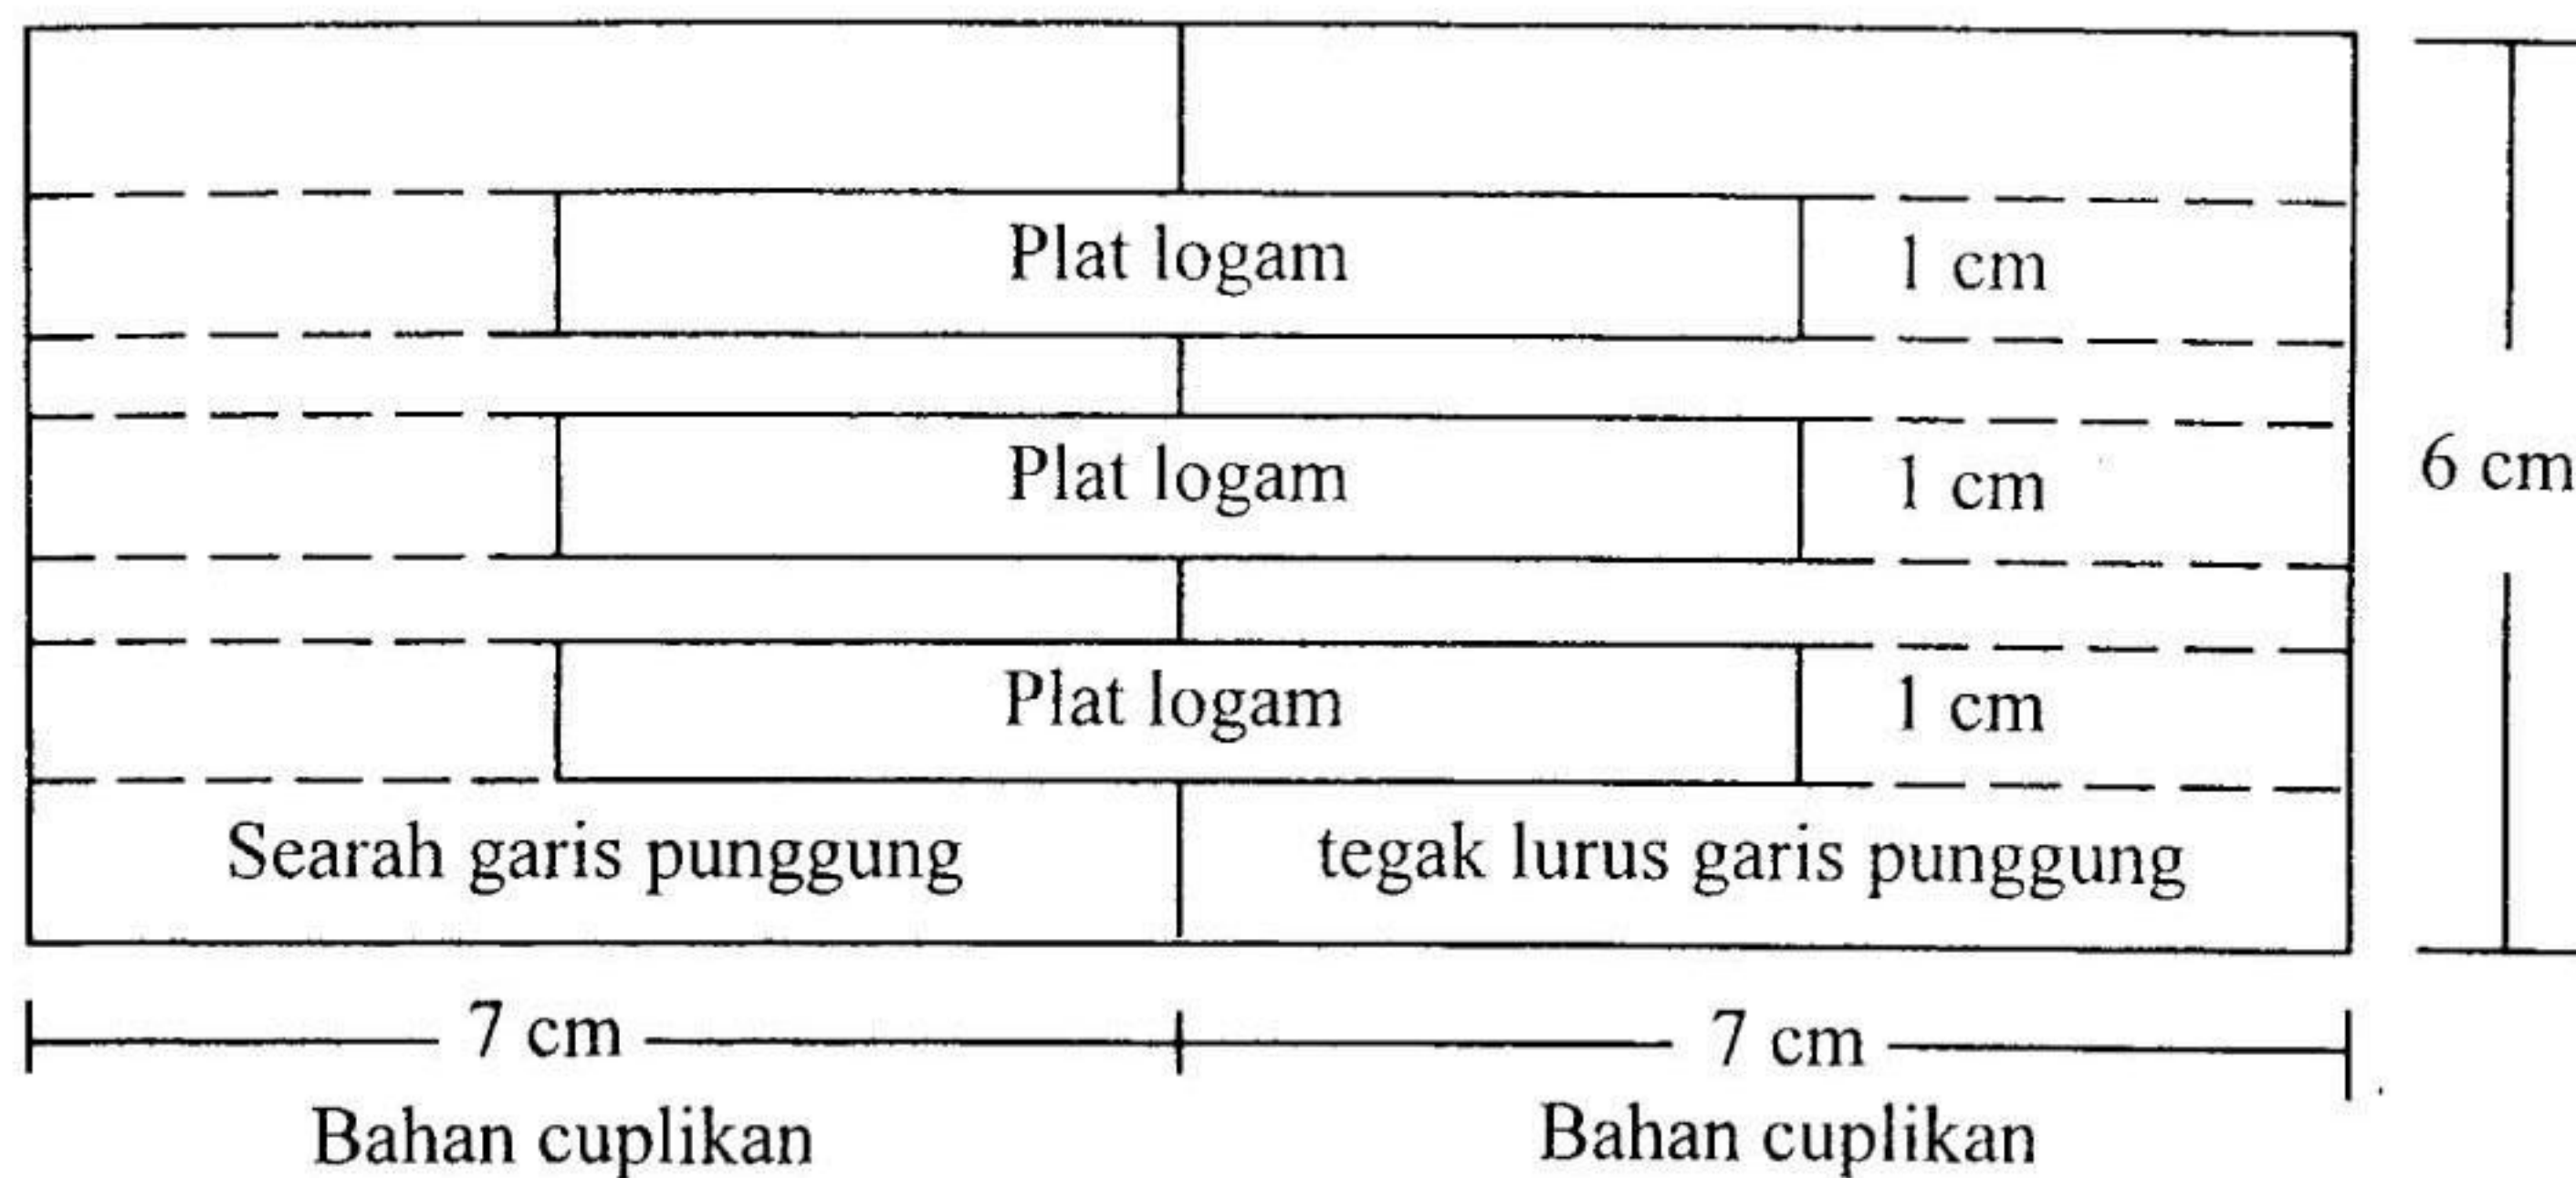 Plat logam
1 cm
Plat logam
1 cm
6 cm
Plat logam
1 cm
Searah garis punggung
tegak lurus garis punggung
7 cm
7 cm
Bahan cuplikan
Bahan cuplikan